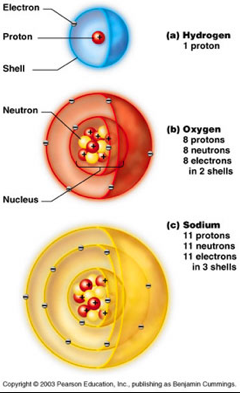 Electron
Proton
Shell
(a) Hydrogen
1 proton
Neutron
Nucleus
(b) Oxygen
8 protons
8 neutrons
8 electrons
in 2 shells
(c) Sodium
11 protons
11 neutrons
11 electrons
in 3 shells
Copyright © 2003 Pearson Education, Inc., publishing as Benjamin Cummings.